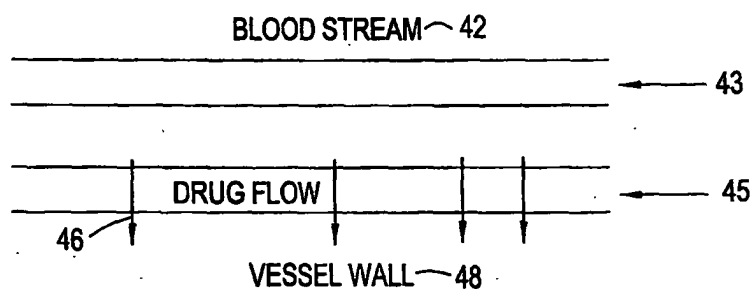 BLOOD STREAM 42
43
DRUG FLOW
45
46
VESSEL WALL 48